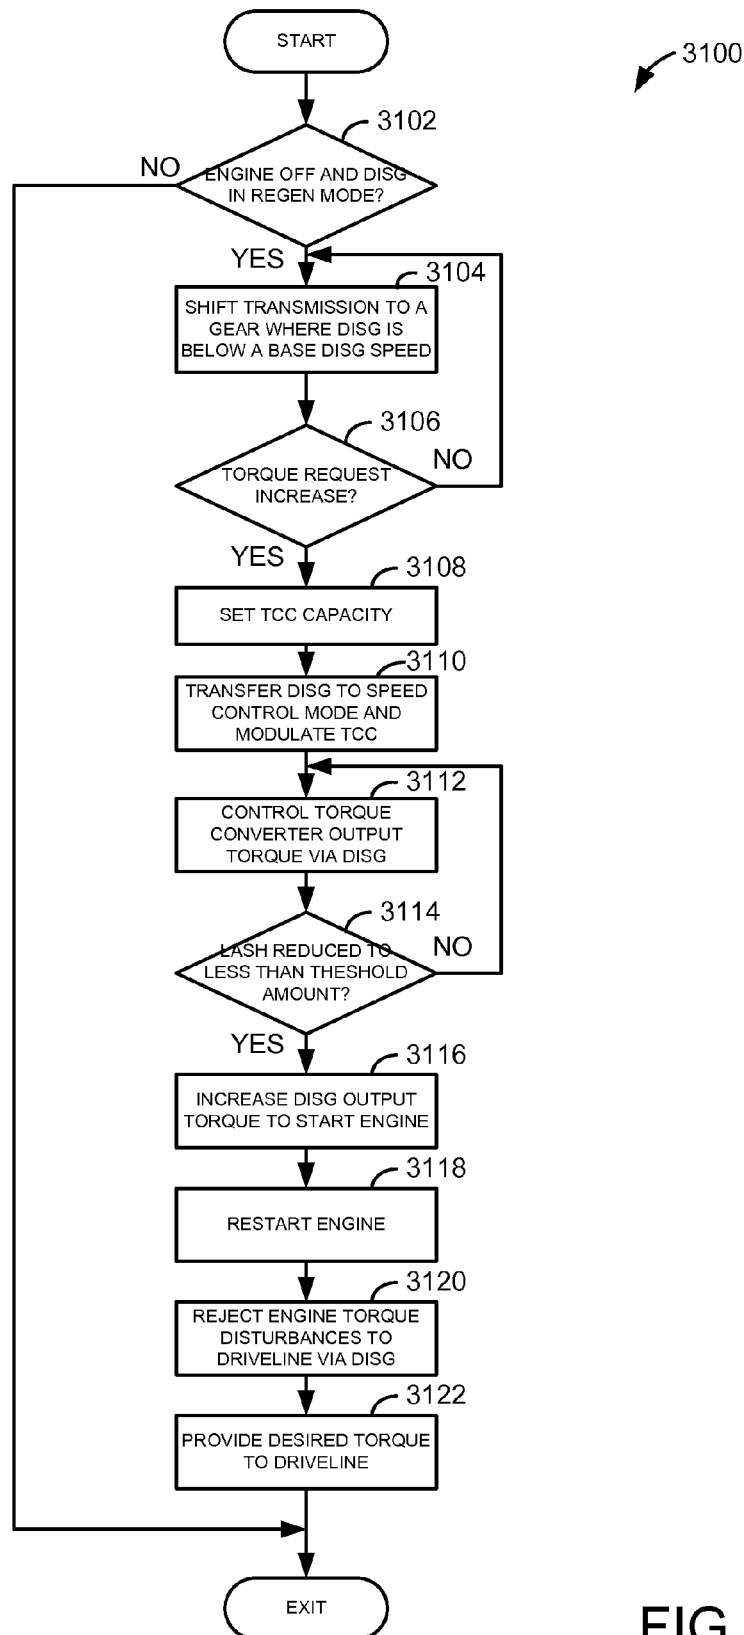 START
3100
3102
NO
ENGINE OFF AND DISG
IN REGEN MODE?
YES
3104
SHIFT TRANSMISSION TO A
GEAR WHERE DISG IS
BELOW A BASE DISG SPEED
3106
NO
TORQUE REQUEST
INCREASE?
YES
3108
SET TCC CAPACITY
3110
TRANSFER DISG TO SPEED
CONTROL MODE AND
MODULATE TCC
3112
CONTROL TORQUE
CONVERTER OUTPUT
TORQUE VIA DISG
3114
NO
LASH REDUCED TO
LESS THAN THESHOLD
AMOUNT?
YES
3116
INCREASE DISG OUTPUT
TORQUE TO START ENGINE
3118
RESTART ENGINE
3120
REJECT ENGINE TORQUE
DISTURBANCES TO
DRIVELINE VIA DISG
3122
PROVIDE DESIRED TORQUE
TO DRIVELINE
EXIT
FIG